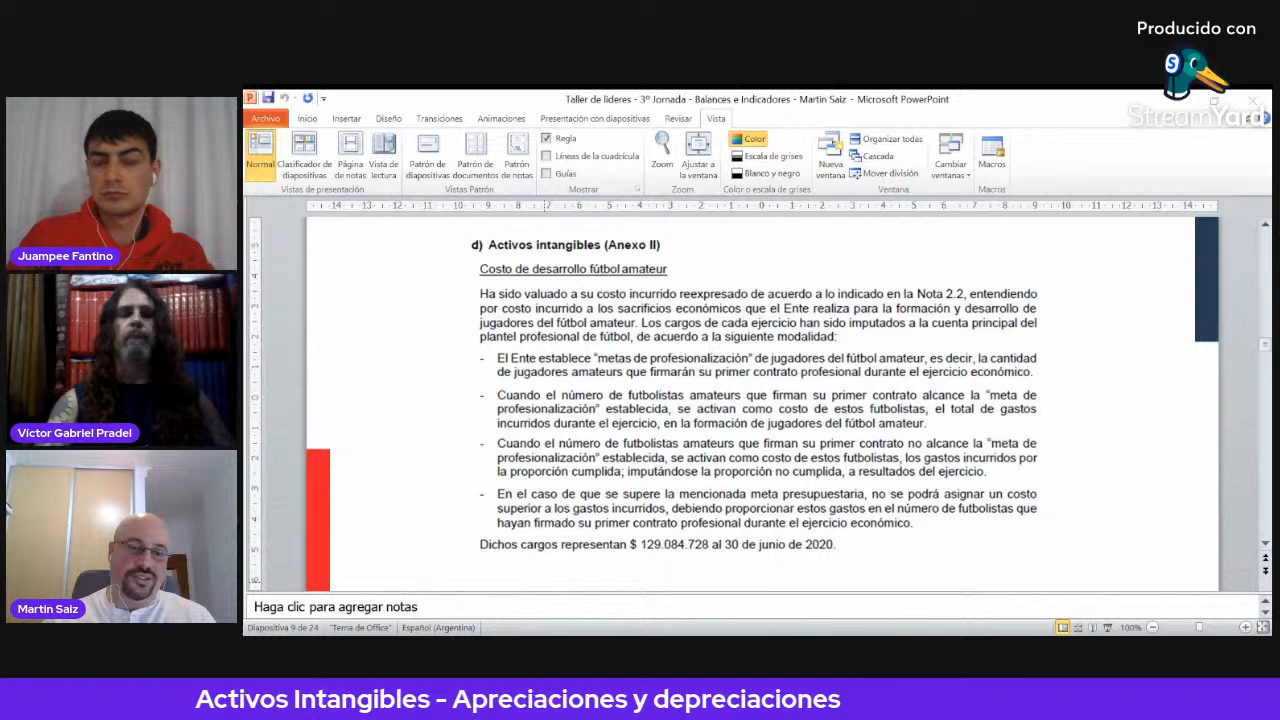 Producido con
StreamYard
Taller de lideres - 3º Jornada - Balances e Indicadores - Martin Saiz - Microsoft PowerPoint
Archivo Inicio Insertar Diseño Transiciones Animaciones Presentación con diapositivas Revisar Vista
Normal Clasificador de diapositivas Página de notas Vista de lectura
Vistas de presentación
Patrón de diapositivas Patrón de documentos Patrón de notas
Vistas Patrón
Regla
Líneas de la cuadrícula
Guías
Mostrar
Zoom Ajustar a la ventana
Zoom
Color
Escala de grises
Blanco y negro
Color o escala de grises
Nueva ventana
Organizar todas
Cascada
Mover división
Cambiar ventanas
Ventana
Macros
Macros
d) Activos intangibles (Anexo II)
Costo de desarrollo fútbol amateur
Ha sido valuado a su costo incurrido reexpresado de acuerdo a lo indicado en la Nota 2.2, entendiendo
por costo incurrido a los sacrificios económicos que el Ente realiza para la formación y desarrollo de
jugadores del fútbol amateur. Los cargos de cada ejercicio han sido imputados a la cuenta principal del
plantel profesional de fútbol, de acuerdo a la siguiente modalidad:
- El Ente establece “metas de profesionalización” de jugadores del fútbol amateur, es decir, la cantidad
de jugadores amateurs que firmarán su primer contrato profesional durante el ejercicio económico.
- Cuando el número de futbolistas amateurs que firman su primer contrato alcance la “meta de
profesionalización” establecida, se activan como costo de estos futbolistas, el total de gastos
incurridos durante el ejercicio, en la formación de jugadores del fútbol amateur.
- Cuando el número de futbolistas amateurs que firman su primer contrato no alcance la “meta de
profesionalización” establecida, se activan como costo de estos futbolistas, los gastos incurridos por
la proporción cumplida; imputándose la proporción no cumplida, a resultados del ejercicio.
- En el caso de que se supere la mencionada meta presupuestaria, no se podrá asignar un costo
superior a los gastos incurridos, debiendo proporcionar estos gastos en el número de futbolistas que
hayan firmado su primer contrato profesional durante el ejercicio económico.
Dichos cargos representan $ 129.084.728 al 30 de junio de 2020.
Haga clic para agregar notas
Diapositiva 9 de 24 "Tema de Office" Español (Argentina) 100%
Juampee Fantino
Víctor Gabriel Pradel
Martin Saiz
Activos Intangibles - Apreciaciones y depreciaciones